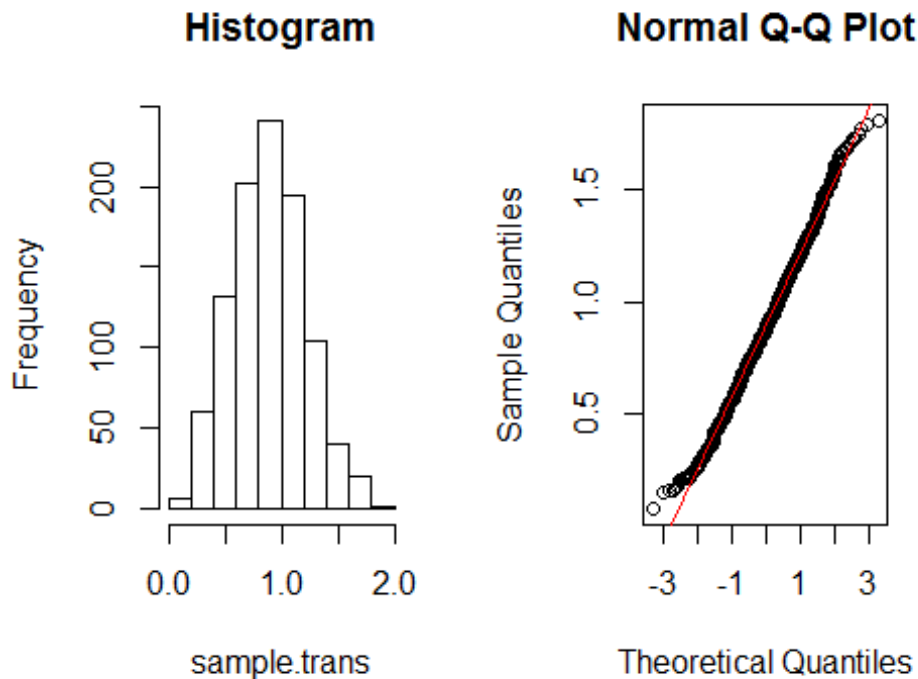 Histogram
Frequency
0
50
100
200
0.0
1.0
2.0
sample.trans
Normal Q-Q Plot
Sample Quantiles
0.5
1.0
1.5
-3
-1
1
3
Theoretical Quantiles